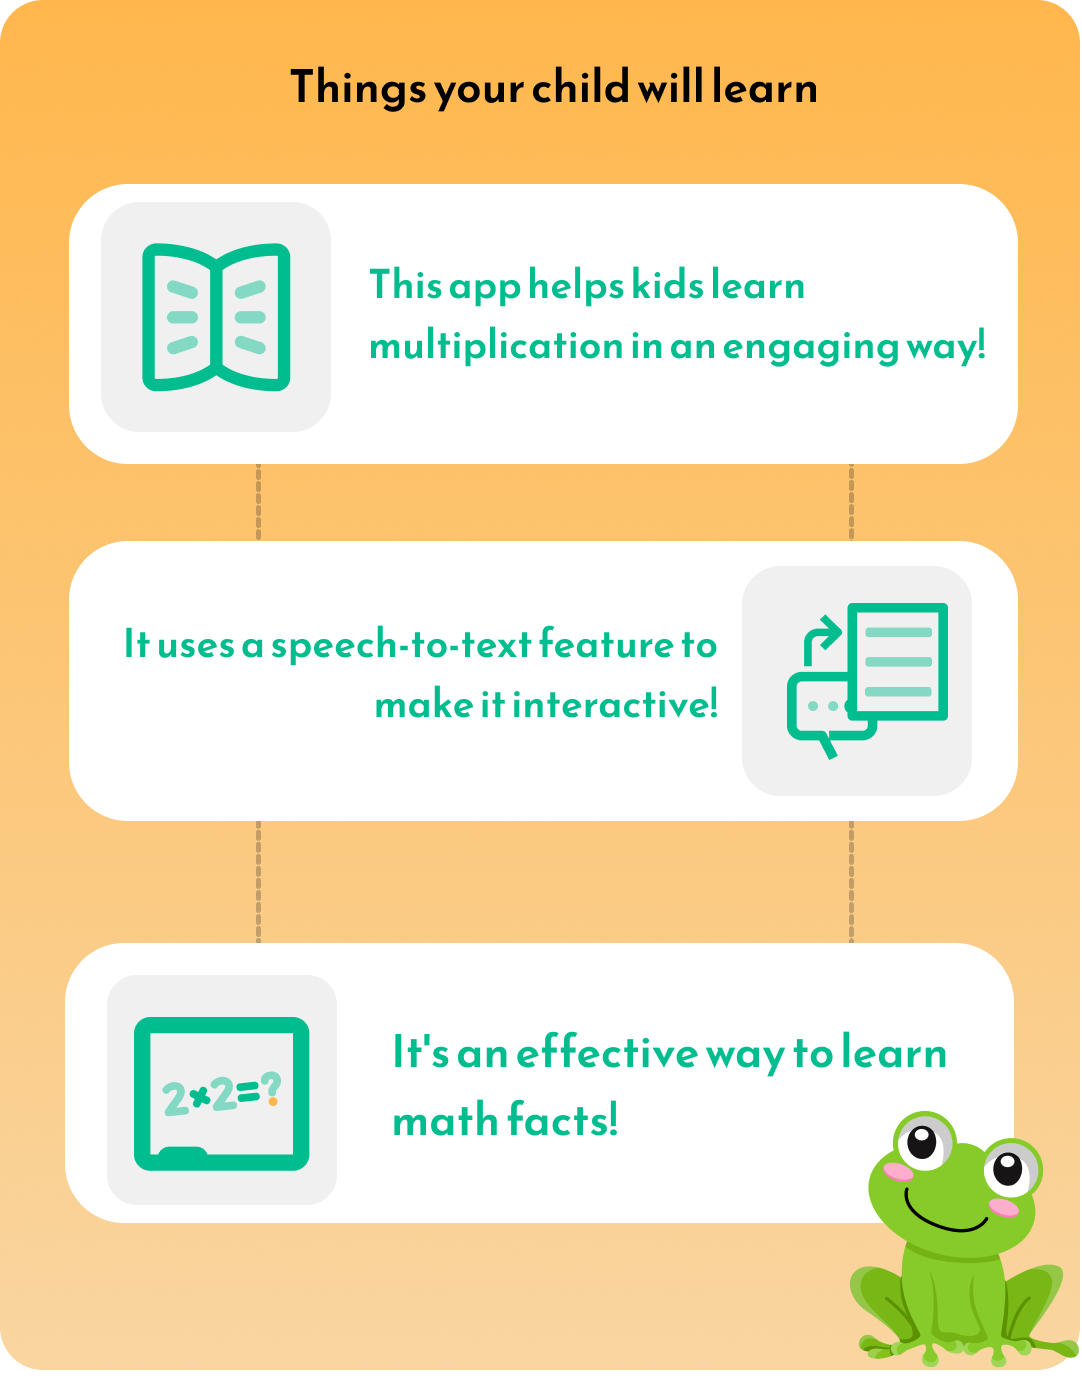 Things your child will learn
This app helps kids learn
multiplication in an engaging way!
It uses a speech-to-text feature to
make it interactive!
2×2=?
It's an effective way to learn
math facts!